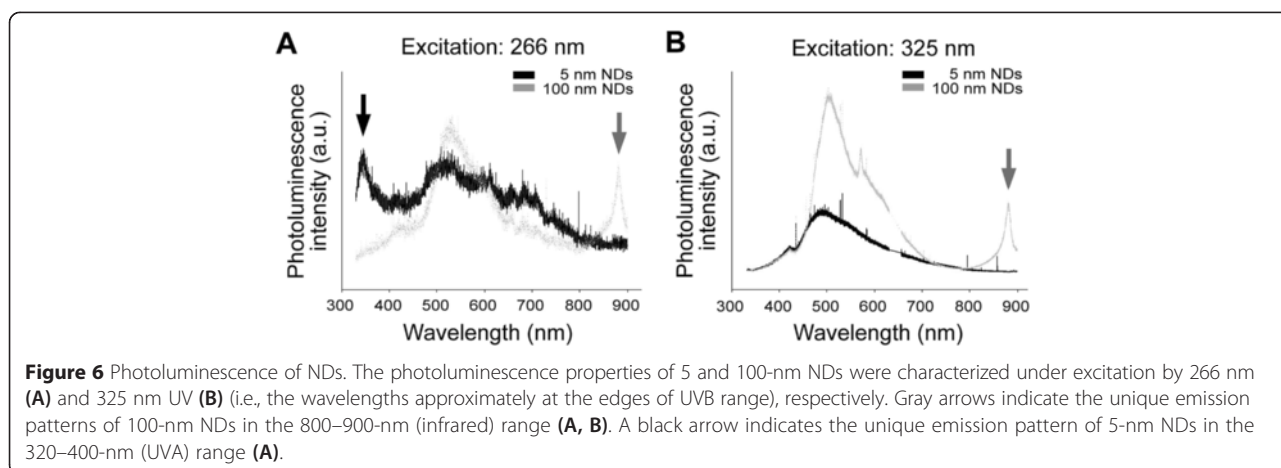 A
Excitation: 266 nm
5 nm NDs
100 nm NDs
Photoluminescence
intensity (a.u.)
300 400 500 600 700 800 900
Wavelength (nm)
B
Excitation: 325 nm
5 nm NDs
100 nm NDs
Photoluminescence
intensity (a.u.)
300 400 500 600 700 800 900
Wavelength (nm)
Figure 6 Photoluminescence of NDs. The photoluminescence properties of 5 and 100-nm NDs were characterized under excitation by 266 nm
(A) and 325 nm UV (B) (i.e., the wavelengths approximately at the edges of UVB range), respectively. Gray arrows indicate the unique emission
patterns of 100-nm NDs in the 800–900-nm (infrared) range (A, B). A black arrow indicates the unique emission pattern of 5-nm NDs in the
320–400-nm (UVA) range (A).